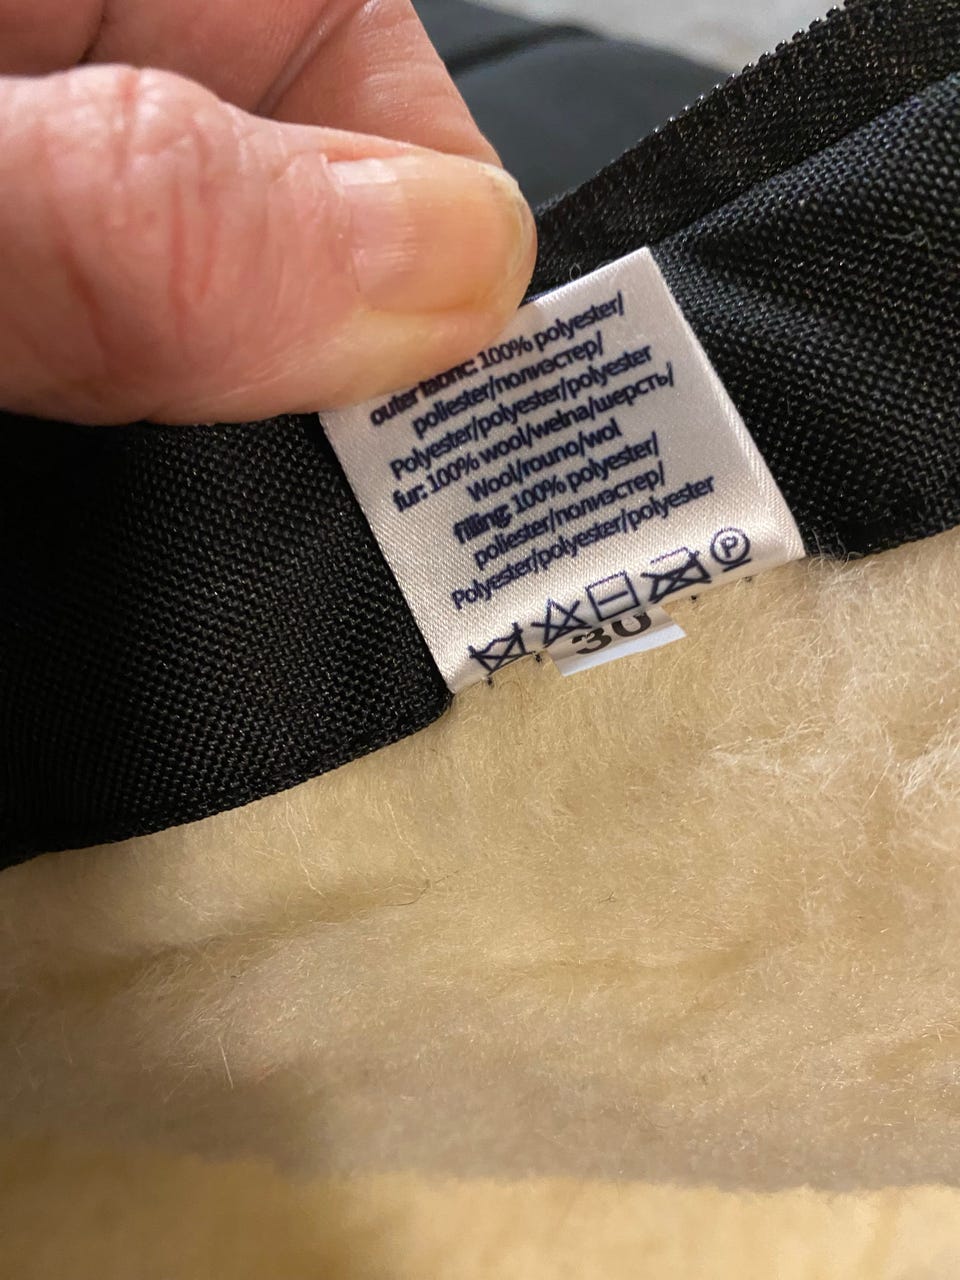 outer fabric: 100% polyester/
poliester/полиэстер/
Polyester/polyester/polyester
fur: 100% wool/wełna/шерсть/
Wool/rouno/wol
filling: 100% polyester/
poliester/полиэстер/
Polyester/polyester/polyester
P
30